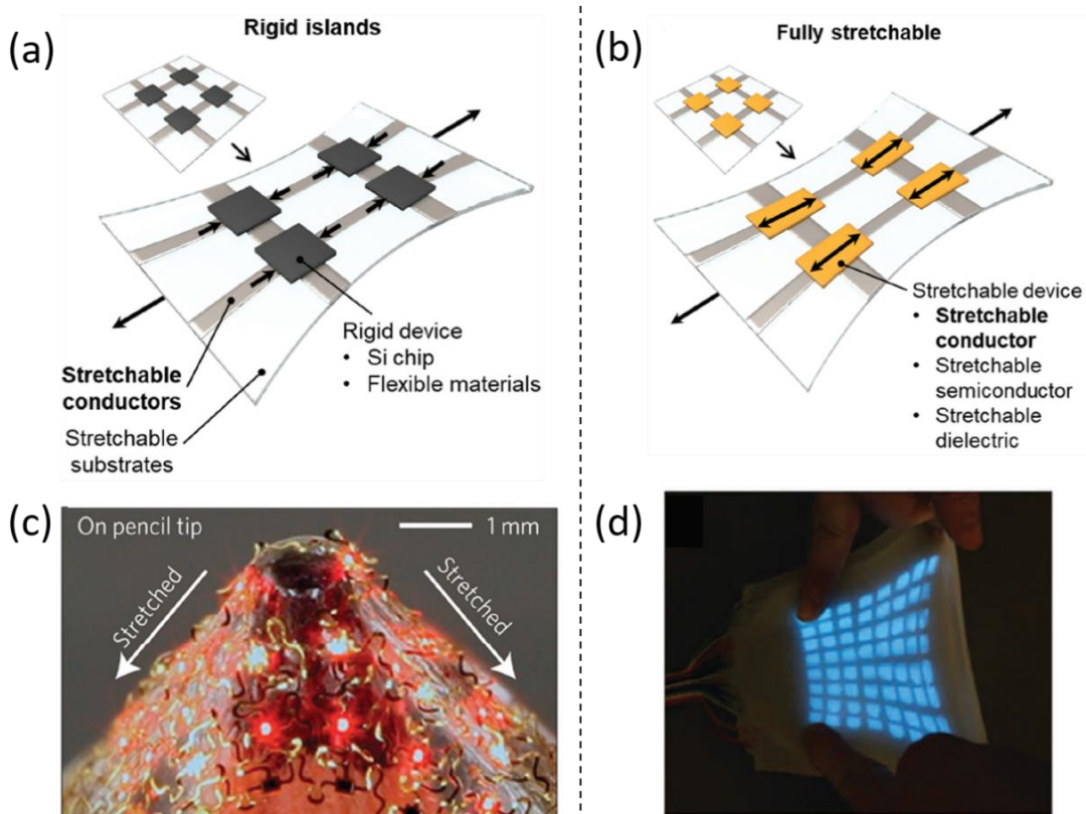 (a)
Rigid islands
Rigid device
• Si chip
• Flexible materials
Stretchable
conductors
Stretchable
substrates
(b)
Fully stretchable
Stretchable device
• Stretchable
conductor
• Stretchable
semiconductor
• Stretchable
dielectric
(c)
On pencil tip
1 mm
Stretched
Stretched
(d)